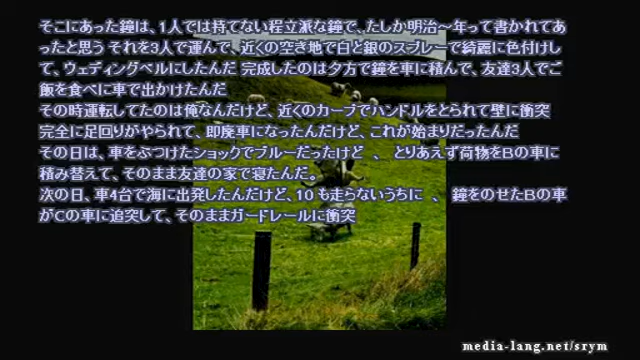 そこにあった鐘は、1人では持てない程立派な鐘で、たしか明治～年って書かれてあ
ったと思う それを3人で運んで、近くの空き地で白と銀のスプレーで綺麗に色付けし
て、ウェディングベルにしたんだ 完成したのは夕方で鐘を車に積んで、友達3人でご
飯を食べに車で出かけたんだ
その時運転してたのは俺なんだけど、近くのカーブでハンドルをとられて壁に衝突
完全に足回りがやられて、即廃車になったんだけど、これが始まりだったんだ
その日は、車をぶつけたショックでブルーだったけど 、 とりあえず荷物をBの車に
積み替えて、そのまま友達の家で寝たんだ。
次の日、車4台で海に出発したんだけど、10 も走らないうちに 、 鐘をのせたBの車
がCの車に追突して、そのままガードレールに衝突
media-lang.net/srym